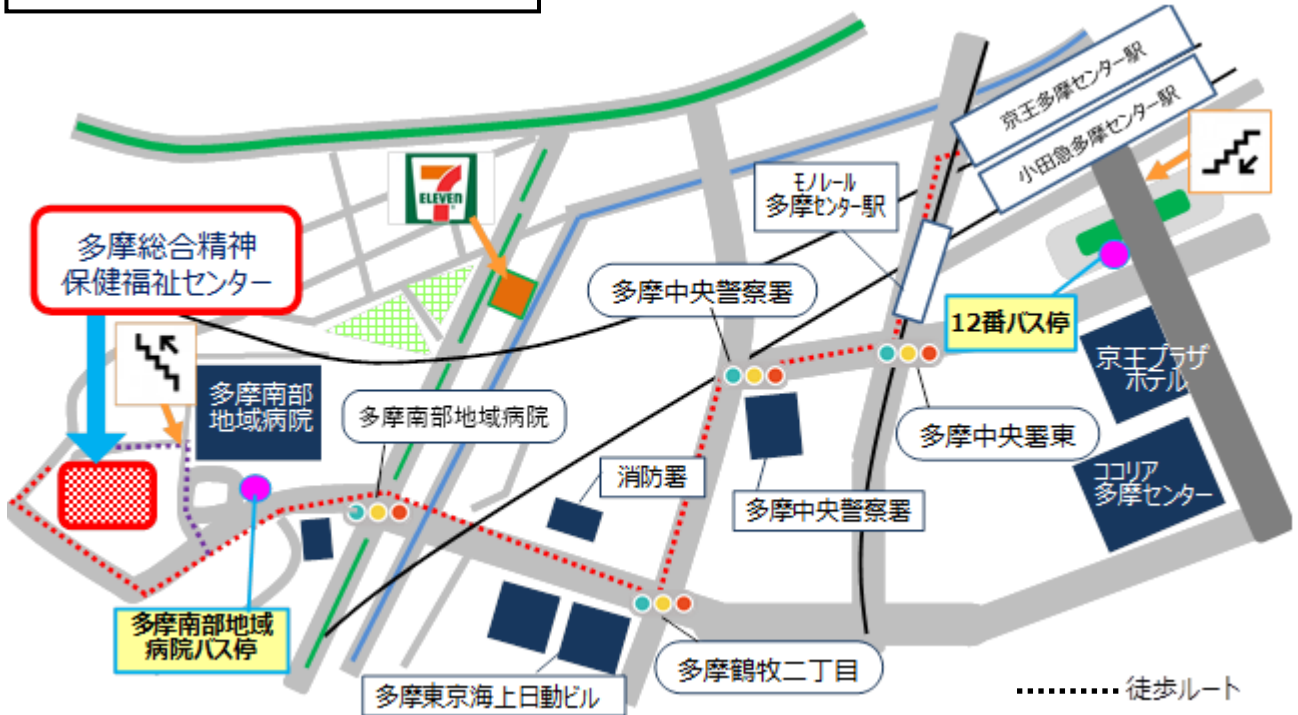 京王多摩センター駅
小田急多摩センター駅
モノレール
多摩センター駅
7
ELEVEN
多摩総合精神
保健福祉センター
多摩中央警察署
12番バス停
京王プラザ
ホテル
多摩南部
地域病院
多摩南部地域病院
多摩中央署東
消防署
ココリア
多摩センター
多摩中央警察署
多摩南部地域
病院バス停
多摩鶴牧二丁目
多摩東京海上日動ビル
徒歩ルート